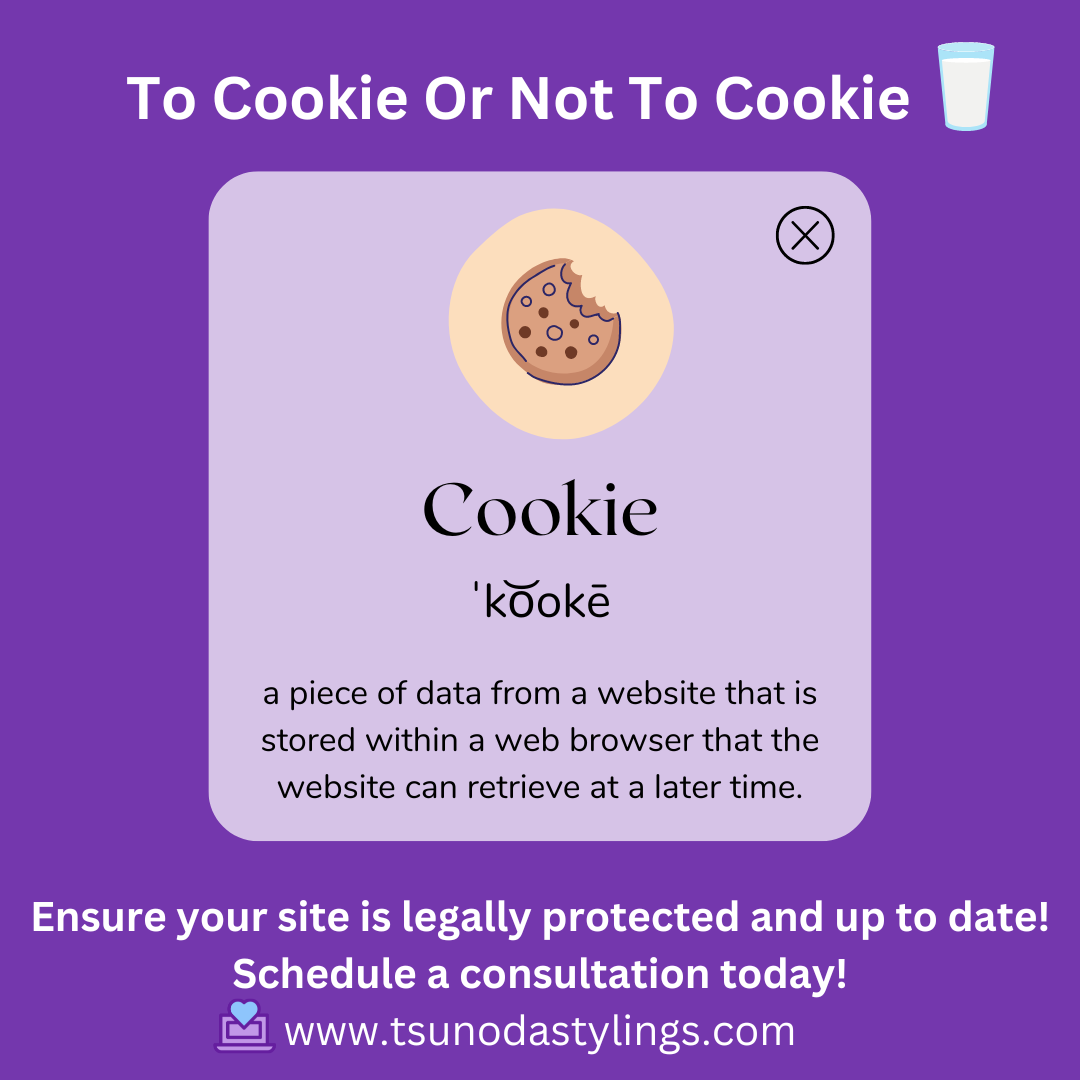 To Cookie Or Not To Cookie
Cookie
ˈko͝okē
a piece of data from a website that is
stored within a web browser that the
website can retrieve at a later time.
Ensure your site is legally protected and up to date!
Schedule a consultation today!
www.tsunodastylings.com